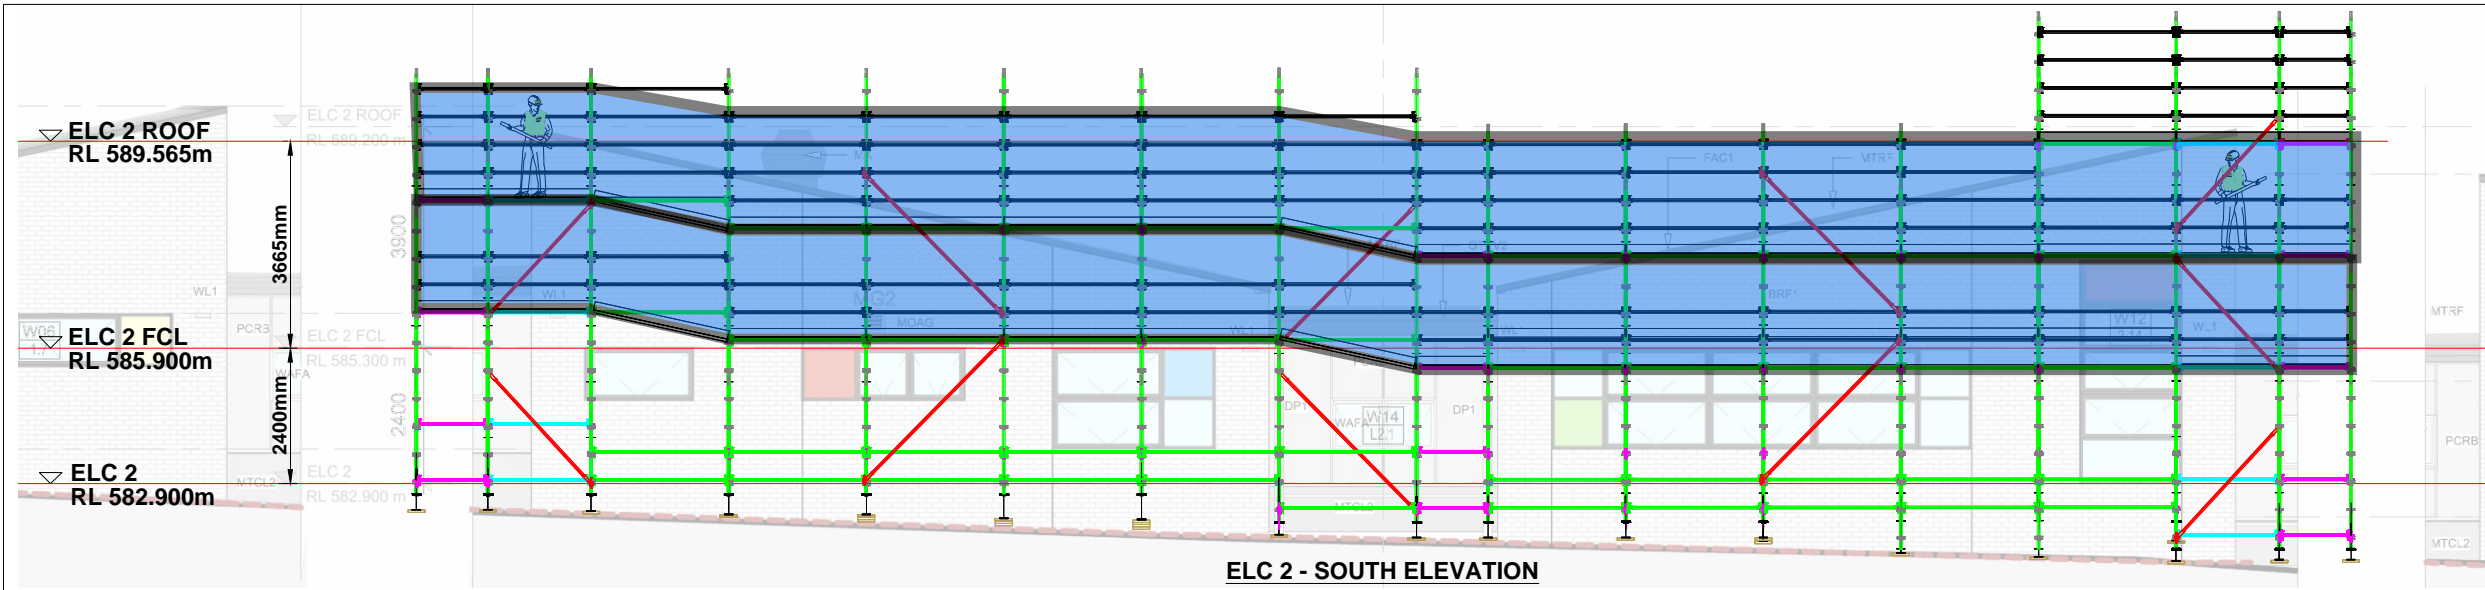 ELC 2 ROOF
RL 589.565m
ELC 2 ROOF
RL 589.200 m
3665mm
3900
ELC 2 FCL
RL 585.900m
ELC 2 FCL
RL 585.300 m
2400mm
2400
ELC 2
RL 582.900m
ELC 2
RL 582.900 m
WL1
PCRB
W06
WAFA
MTCL2
WL1
MG2
MOAG
WL1
DP1
WAFA
W14
L2.1
DP1
MTCL2
FAC1
MTRF
BRF1
W12
WL1
MTRF
PCRB
MTCL2
ELC 2 - SOUTH ELEVATION